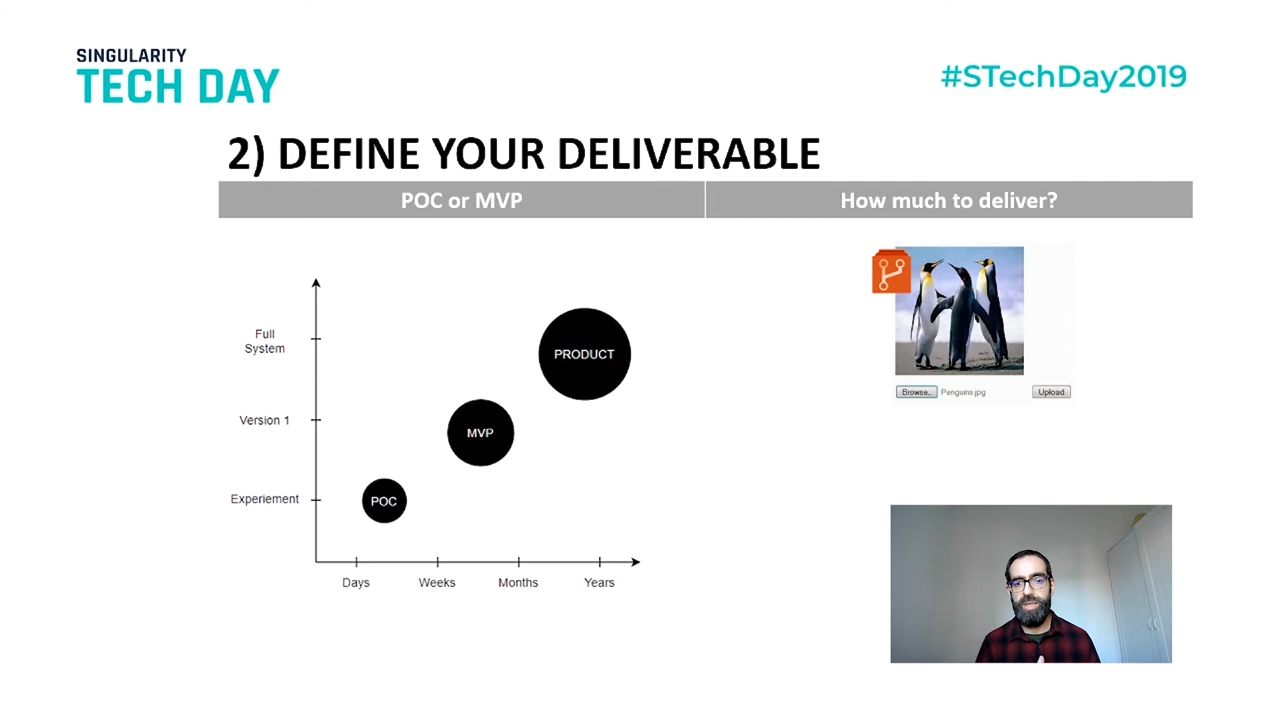 SINGULARITY
TECH DAY
#STechDay2019
2) DEFINE YOUR DELIVERABLE
POC or MVP
How much to deliver?
Full
System
PRODUCT
Version 1
MVP
Experiement
POC
Days
Weeks
Months
Years
Browse..
Penguins.jpg
Upload